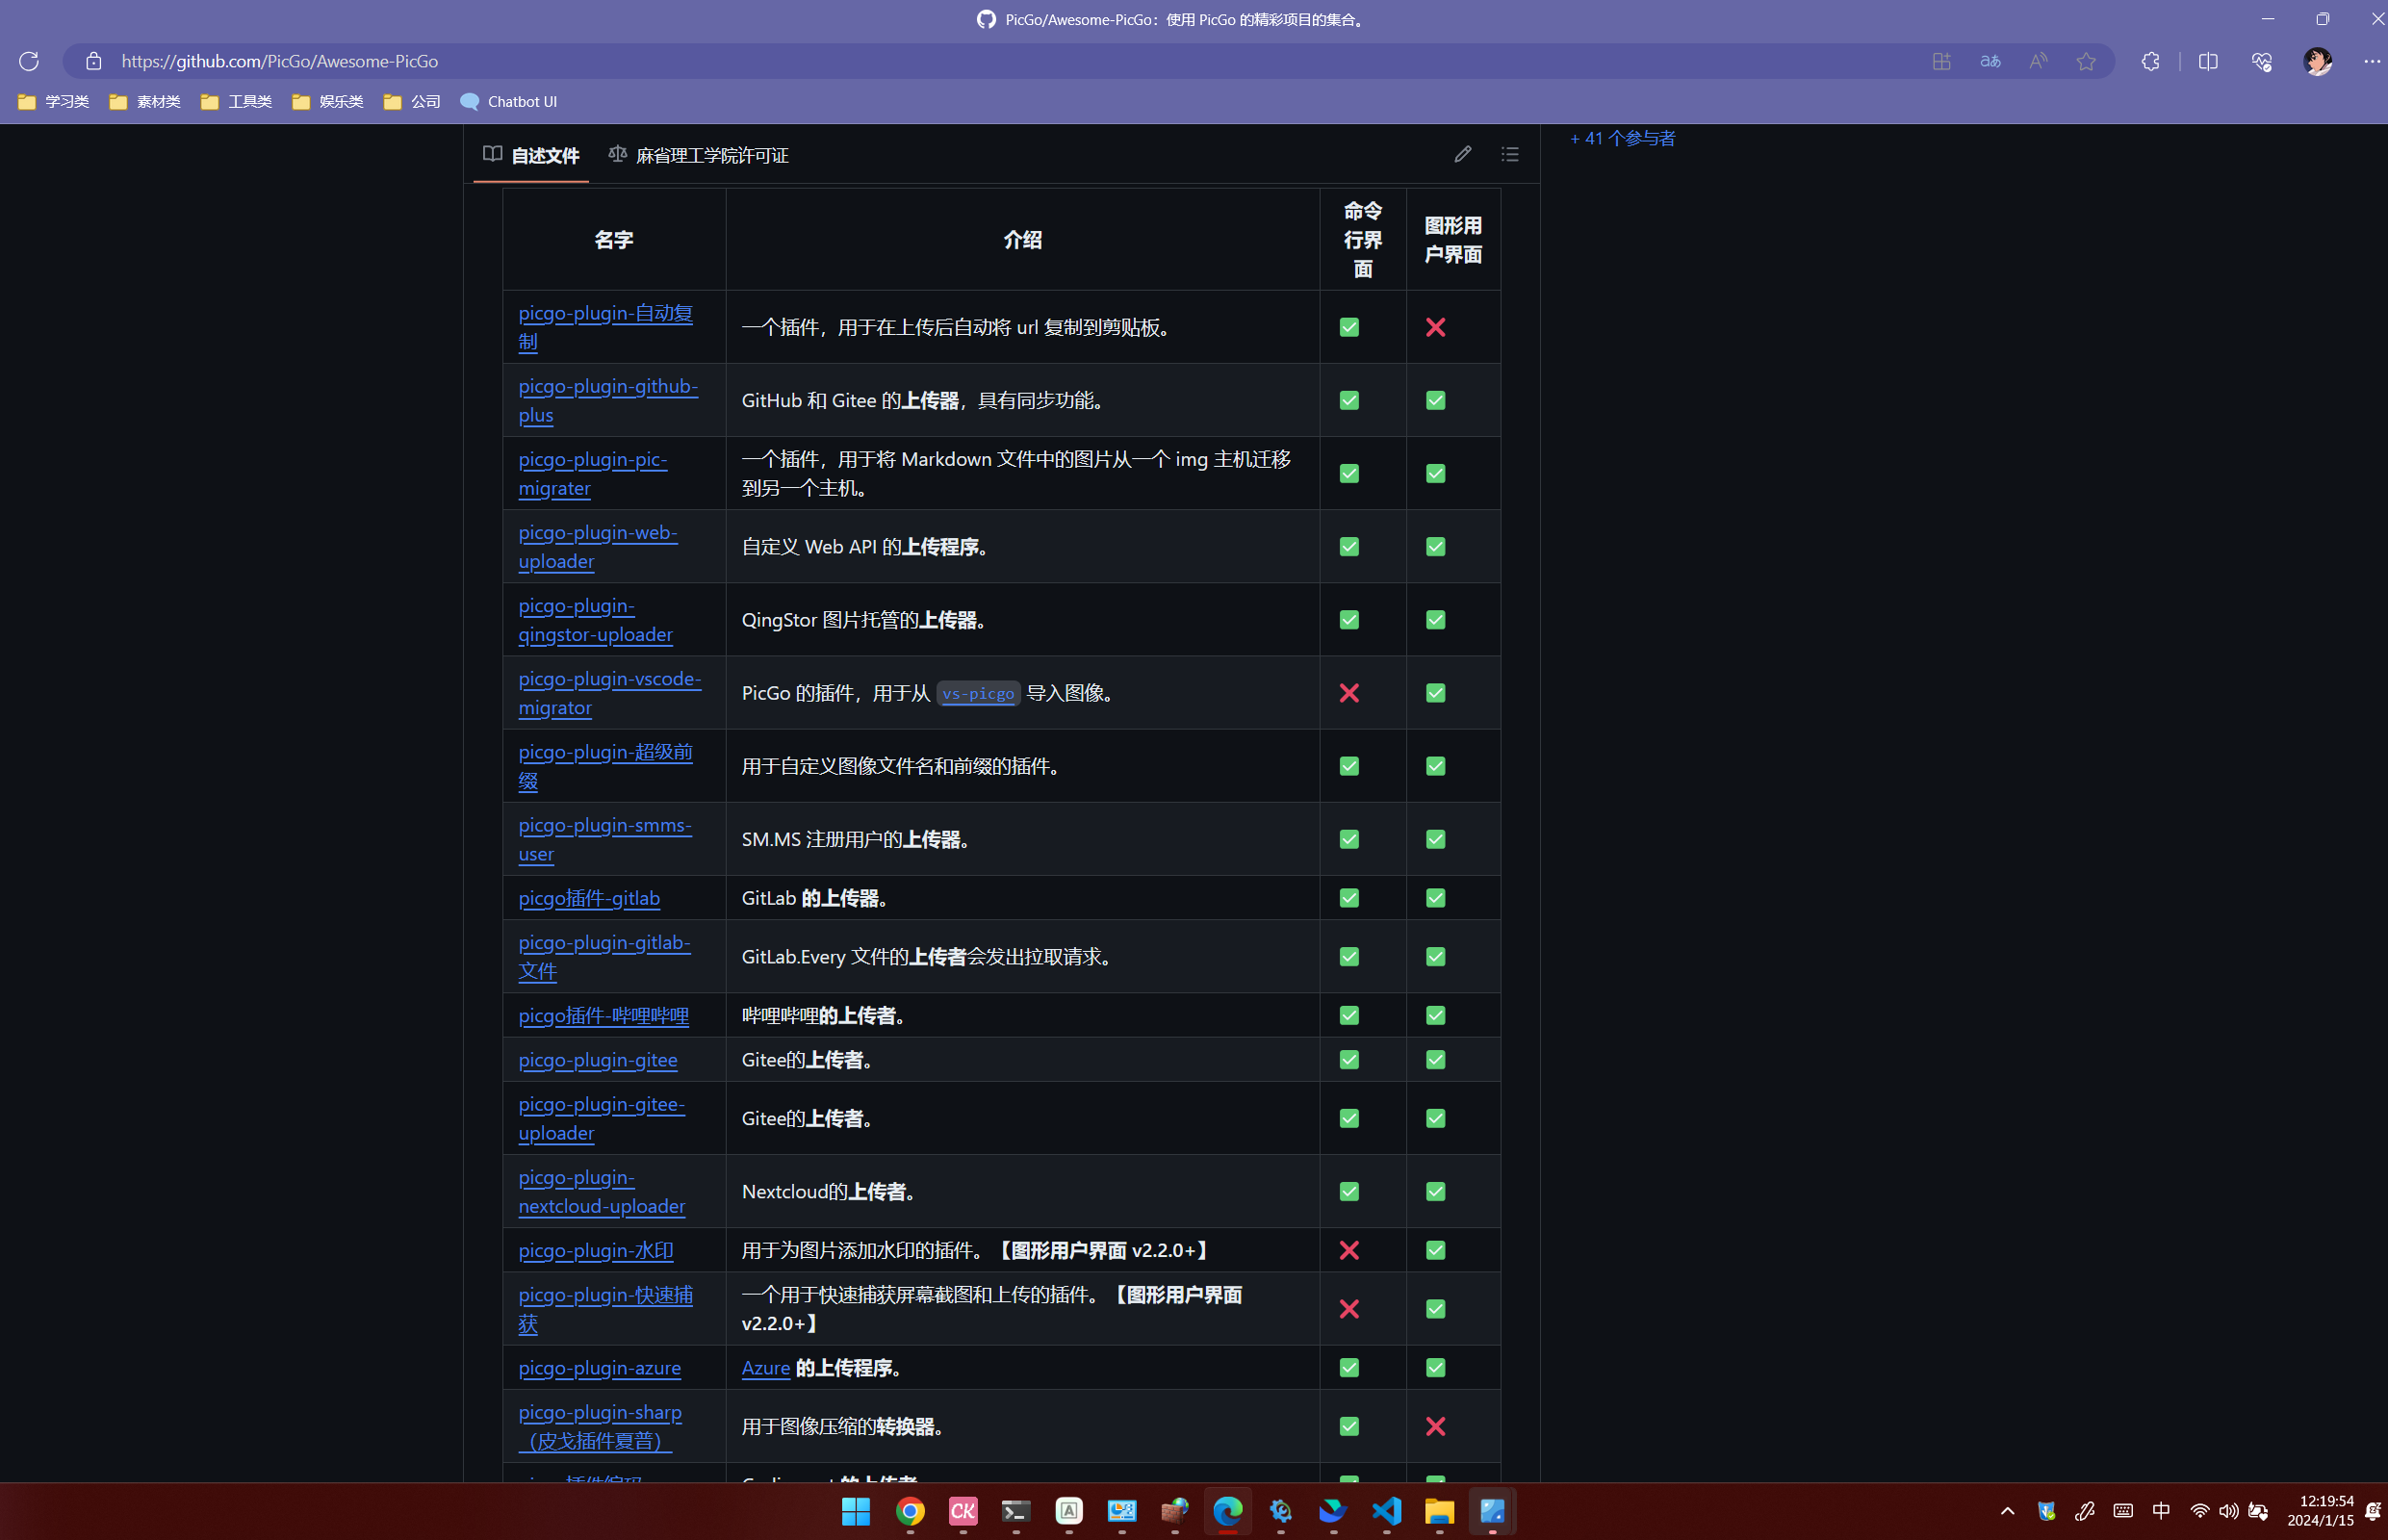 PicGo/Awesome-PicGo：使用 PicGo 的精彩项目的集合。
https://github.com/PicGo/Awesome-PicGo
学习类 素材类 工具类 娱乐类 公司 Chatbot UI
自述文件 麻省理工学院许可证
+ 41 个参与者
名字 介绍 命令行界面 图形用户界面
picgo-plugin-自动复
制
一个插件，用于在上传后自动将 url 复制到剪贴板。
picgo-plugin-github-
plus
GitHub 和 Gitee 的上传器，具有同步功能。
picgo-plugin-pic-
migrater
一个插件，用于将 Markdown 文件中的图片从一个 img 主机迁移
到另一个主机。
picgo-plugin-web-
uploader
自定义 Web API 的上传程序。
picgo-plugin-
qingstor-uploader
QingStor 图片托管的上传器。
picgo-plugin-vscode-
migrator
PicGo 的插件，用于从 vs-picgo 导入图像。
picgo-plugin-超级前
缀
用于自定义图像文件名和前缀的插件。
picgo-plugin-smms-
user
SM.MS 注册用户的上传器。
picgo插件-gitlab
GitLab 的上传器。
picgo-plugin-gitlab-
文件
GitLab.Every 文件的上传者会发出拉取请求。
picgo插件-哔哩哔哩
哔哩哔哩的上传者。
picgo-plugin-gitee
Gitee的上传者。
picgo-plugin-gitee-
uploader
Gitee的上传者。
picgo-plugin-
nextcloud-uploader
Nextcloud的上传者。
picgo-plugin-水印
用于为图片添加水印的插件。【图形用户界面 v2.2.0+】
picgo-plugin-快速捕
获
一个用于快速捕获屏幕截图和上传的插件。【图形用户界面
v2.2.0+】
picgo-plugin-azure
Azure 的上传程序。
picgo-plugin-sharp
（皮戈插件夏普）
用于图像压缩的转换器。
CK
中
12:19:54
2024/1/15